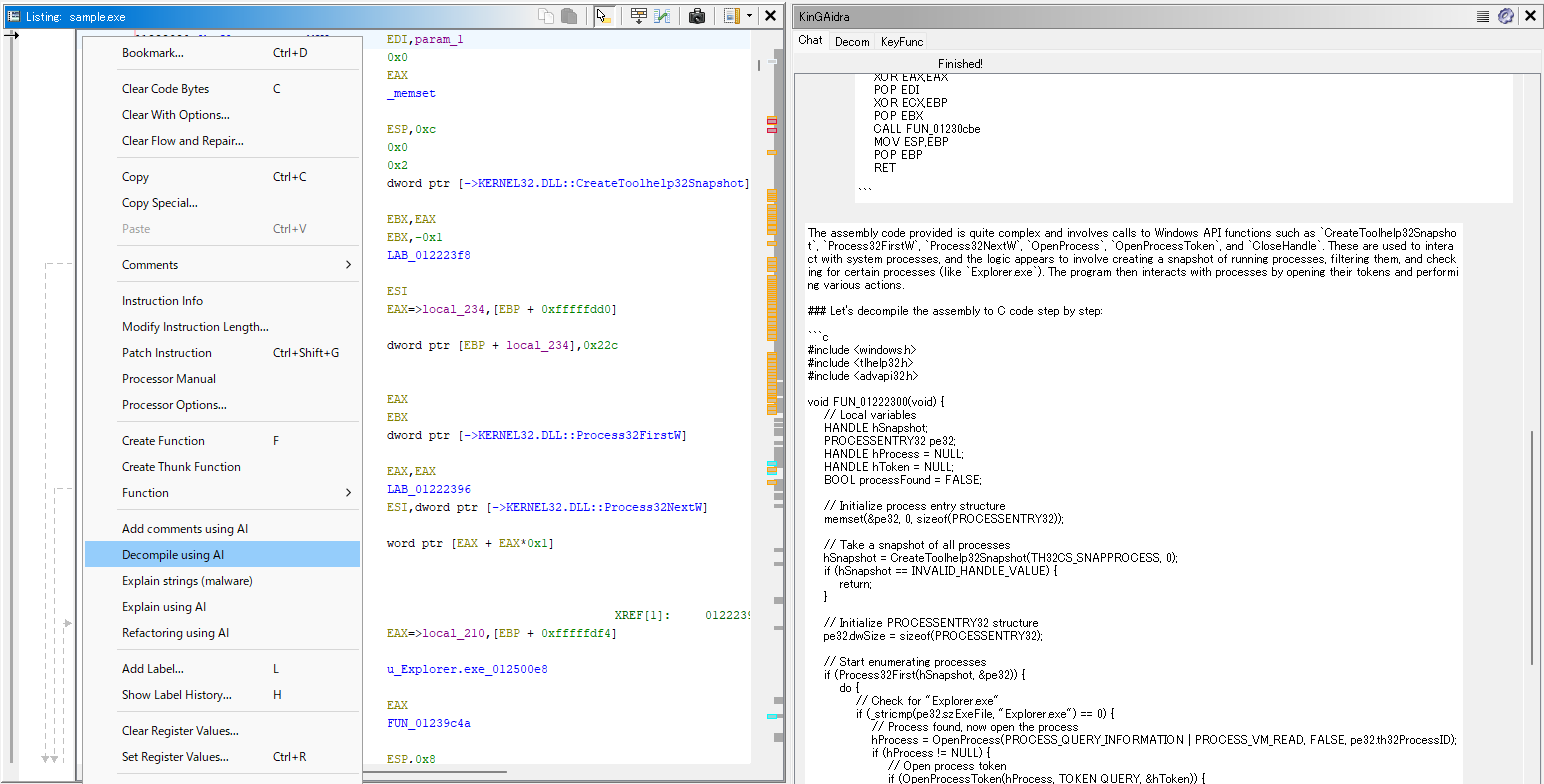 Listing: sample.exe
EDI,param_1
Bookmark... Ctrl+D
0x0
EAX
Clear Code Bytes C
_memset
Clear With Options...
ESP,0xc
Clear Flow and Repair...
0x0
0x2
Copy Ctrl+C
dword ptr [->KERNEL32.DLL::CreateToolhelp32Snapshot]
Copy Special...
EBX,EAX
Paste Ctrl+V
EBX,-0x1
LAB_012223f8
Comments
ESI
Instruction Info
EAX=>local_234,[EBP + 0xfffffdd0]
Modify Instruction Length...
dword ptr [EBP + local_234],0x22c
Patch Instruction Ctrl+Shift+G
Processor Manual
EAX
Processor Options...
EBX
dword ptr [->KERNEL32.DLL::Process32FirstW]
Create Function F
EAX,EAX
Create Thunk Function
LAB_01222396
Function
ESI,dword ptr [->KERNEL32.DLL::Process32NextW]
Add comments using AI
word ptr [EAX + EAX*0x1]
Decompile using AI
Explain strings (malware)
Explain using AI
XREF[1]: 0122239
Refactoring using AI
EAX=>local_210,[EBP + 0xfffffdf4]
Add Label... L
u_Explorer.exe_012500e8
Show Label History... H
EAX
FUN_01239c4a
Clear Register Values...
Set Register Values... Ctrl+R
ESP,0x8
KinGAidra
Chat Decom KeyFunc
Finished!
XOR EAX,EAX
POP EDI
XOR ECX,EBP
POP EBX
CALL FUN_01230cbe
MOV ESP,EBP
POP EBP
RET
```
The assembly code provided is quite complex and involves calls to Windows API functions such as `CreateToolhelp32Snapsho
t`, `Process32FirstW`, `Process32NextW`, `OpenProcess`, `OpenProcessToken`, and `CloseHandle`. These are used to intera
ct with system processes, and the logic appears to involve creating a snapshot of running processes, filtering them, and check
ing for certain processes (like `Explorer.exe`). The program then interacts with processes by opening their tokens and performi
ng various actions.
### Let's decompile the assembly to C code step by step:
```c
#include <windows.h>
#include <tlhelp32.h>
#include <advapi32.h>
void FUN_01222300(void) {
// Local variables
HANDLE hSnapshot;
PROCESSENTRY32 pe32;
HANDLE hProcess = NULL;
HANDLE hToken = NULL;
BOOL processFound = FALSE;
// Initialize process entry structure
memset(&pe32, 0, sizeof(PROCESSENTRY32));
// Take a snapshot of all processes
hSnapshot = CreateToolhelp32Snapshot(TH32CS_SNAPPROCESS, 0);
if (hSnapshot == INVALID_HANDLE_VALUE) {
return;
}
// Initialize PROCESSENTRY32 structure
pe32.dwSize = sizeof(PROCESSENTRY32);
// Start enumerating processes
if (Process32First(hSnapshot, &pe32)) {
do {
// Check for "Explorer.exe"
if (_stricmp(pe32.szExeFile, "Explorer.exe") == 0) {
// Process found, now open the process
hProcess = OpenProcess(PROCESS_QUERY_INFORMATION | PROCESS_VM_READ, FALSE, pe32.th32ProcessID);
if (hProcess != NULL) {
// Open process token
if (OpenProcessToken(hProcess, TOKEN_QUERY, &hToken)) {